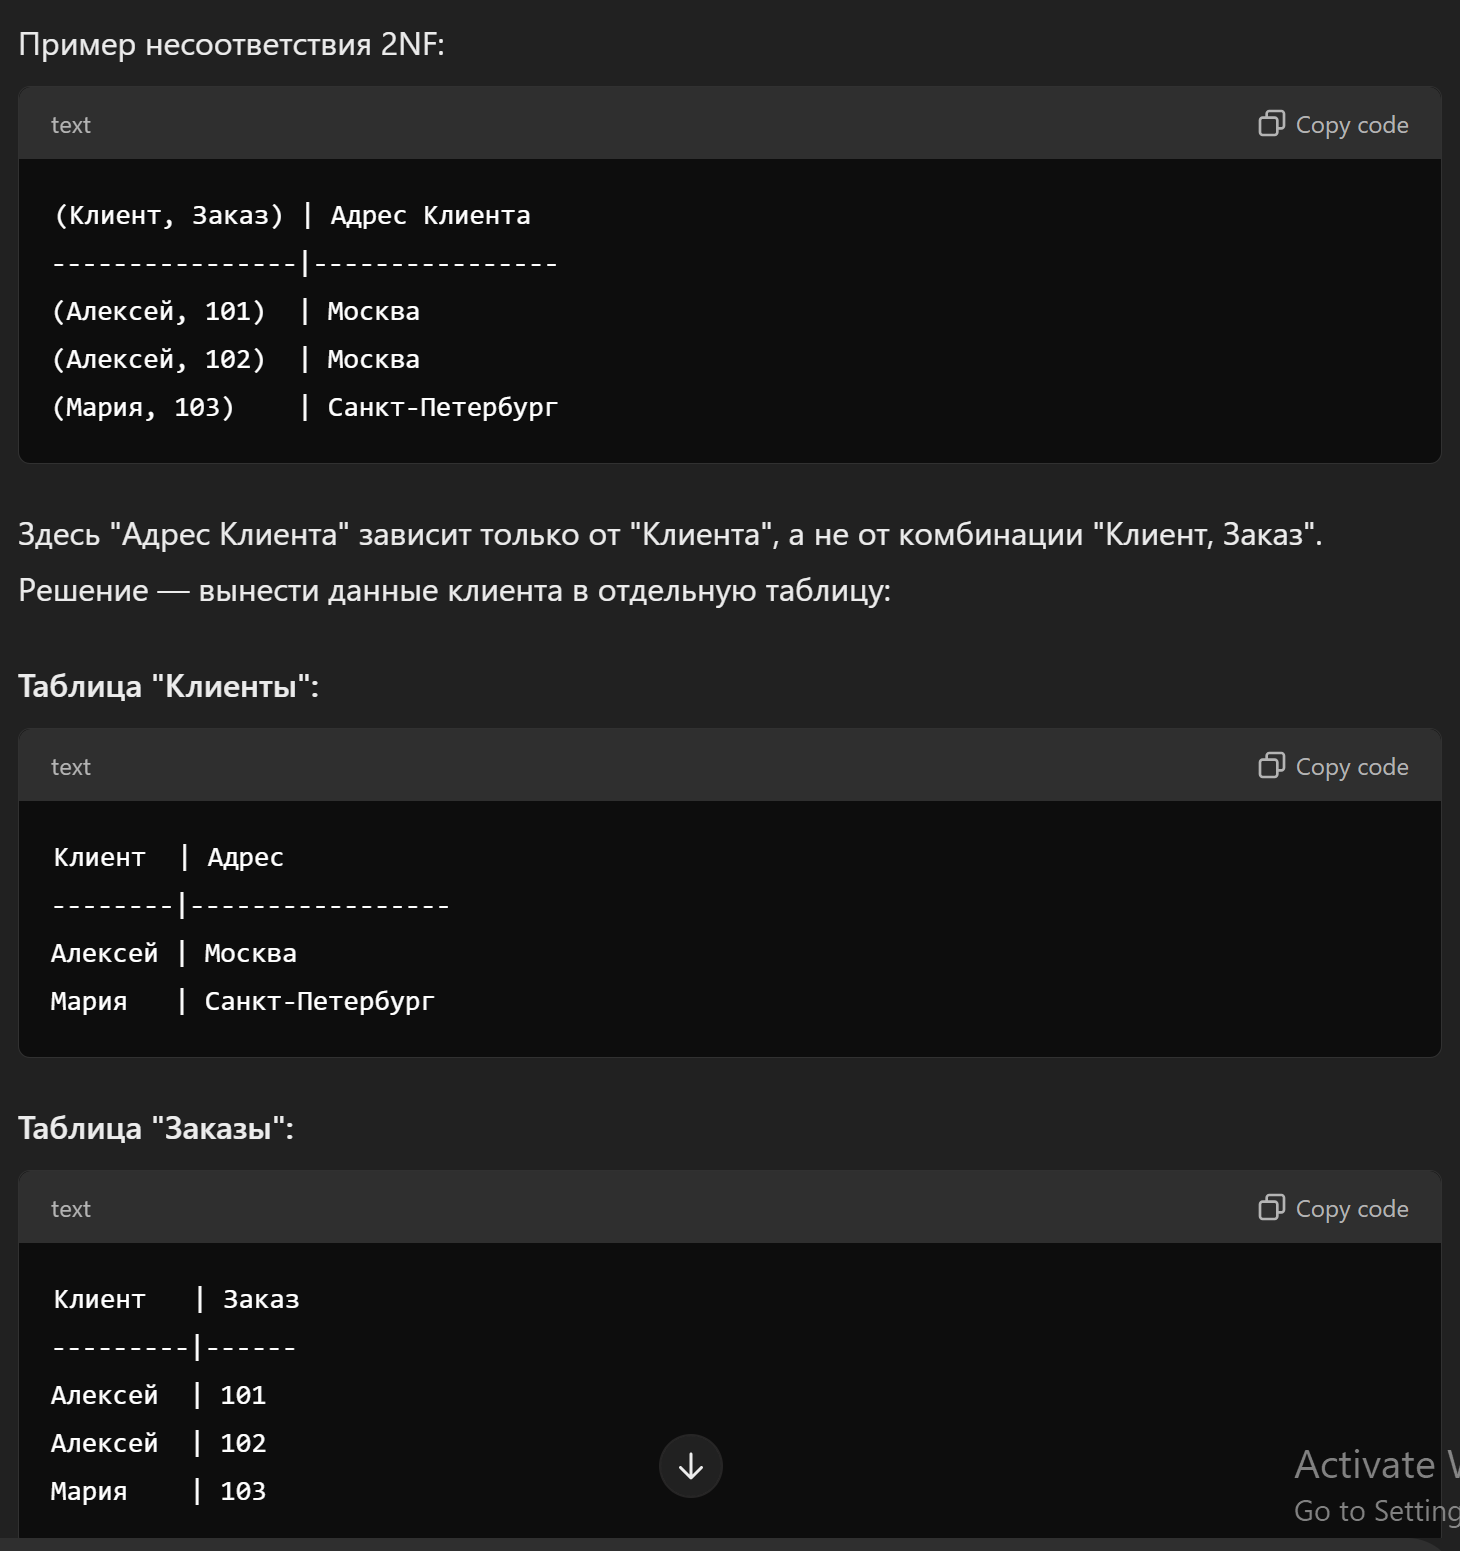 Пример несоответствия 2NF:
text
Copy code
(Клиент, Заказ) | Адрес Клиента
----------------|----------------
(Алексей, 101)  | Москва
(Алексей, 102)  | Москва
(Мария, 103)    | Санкт-Петербург
Здесь "Адрес Клиента" зависит только от "Клиента", а не от комбинации "Клиент, Заказ".
Решение — вынести данные клиента в отдельную таблицу:
Таблица "Клиенты":
text
Copy code
Клиент  | Адрес
--------|-----------------
Алексей | Москва
Мария   | Санкт-Петербург
Таблица "Заказы":
text
Copy code
Клиент   | Заказ
---------|------
Алексей  | 101
Алексей  | 102
Мария    | 103
Activate
Go to Setting